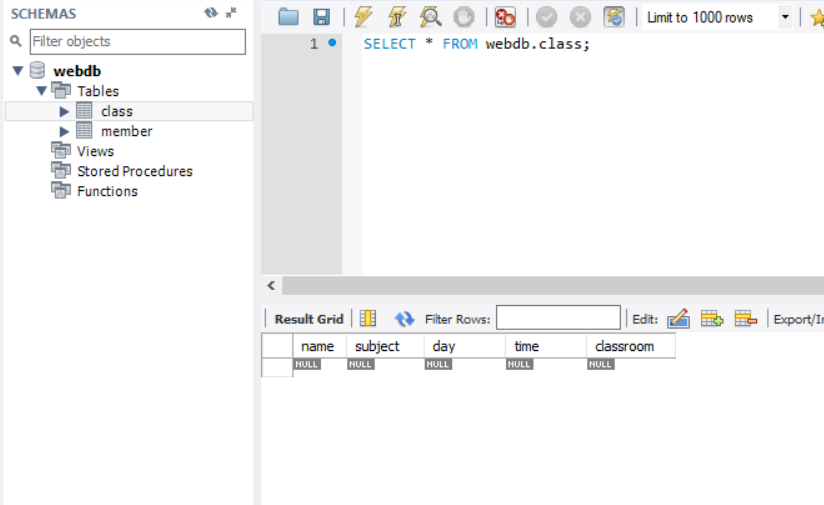 SCHEMAS
Filter objects
webdb
Tables
class
member
Views
Stored Procedures
Functions
Limit to 1000 rows
1 SELECT * FROM webdb.class;
Result Grid Filter Rows: Edit: Export/I
name subject day time classroom
NULL NULL NULL NULL NULL